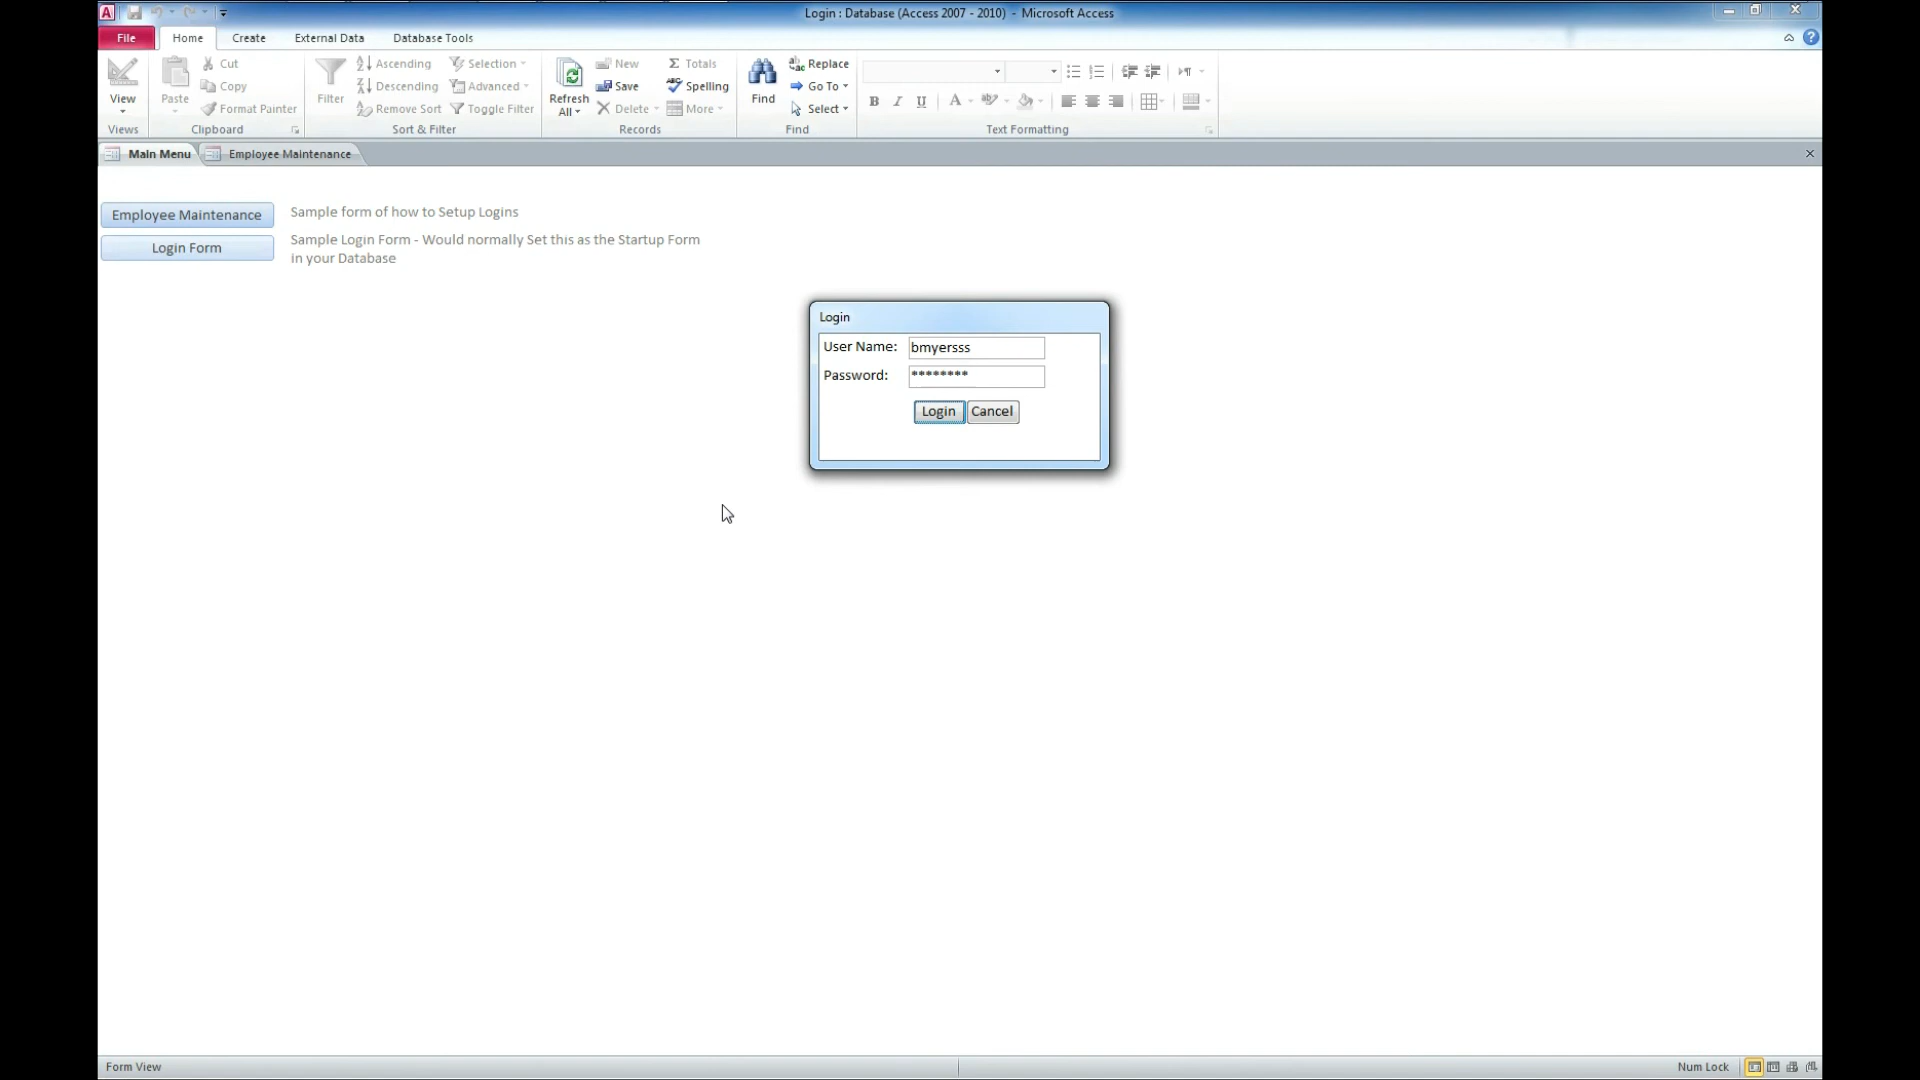 Login : Database (Access 2007 - 2010) - Microsoft Access
File Home Create External Data Database Tools
View
Views
Paste
Cut
Copy
Format Painter
Clipboard
Filter
Ascending
Descending
Remove Sort
Selection
Advanced
Toggle Filter
Sort & Filter
Refresh
All
New
Save
Delete
Totals
Spelling
More
Records
Find
Replace
Go To
Select
Find
B I U A
Text Formatting
Main Menu Employee Maintenance
Employee Maintenance Sample form of how to Setup Logins
Login Form Sample Login Form - Would normally Set this as the Startup Form
in your Database
Login
User Name: bmyersss
Password: ********
Login Cancel
Form View Num Lock